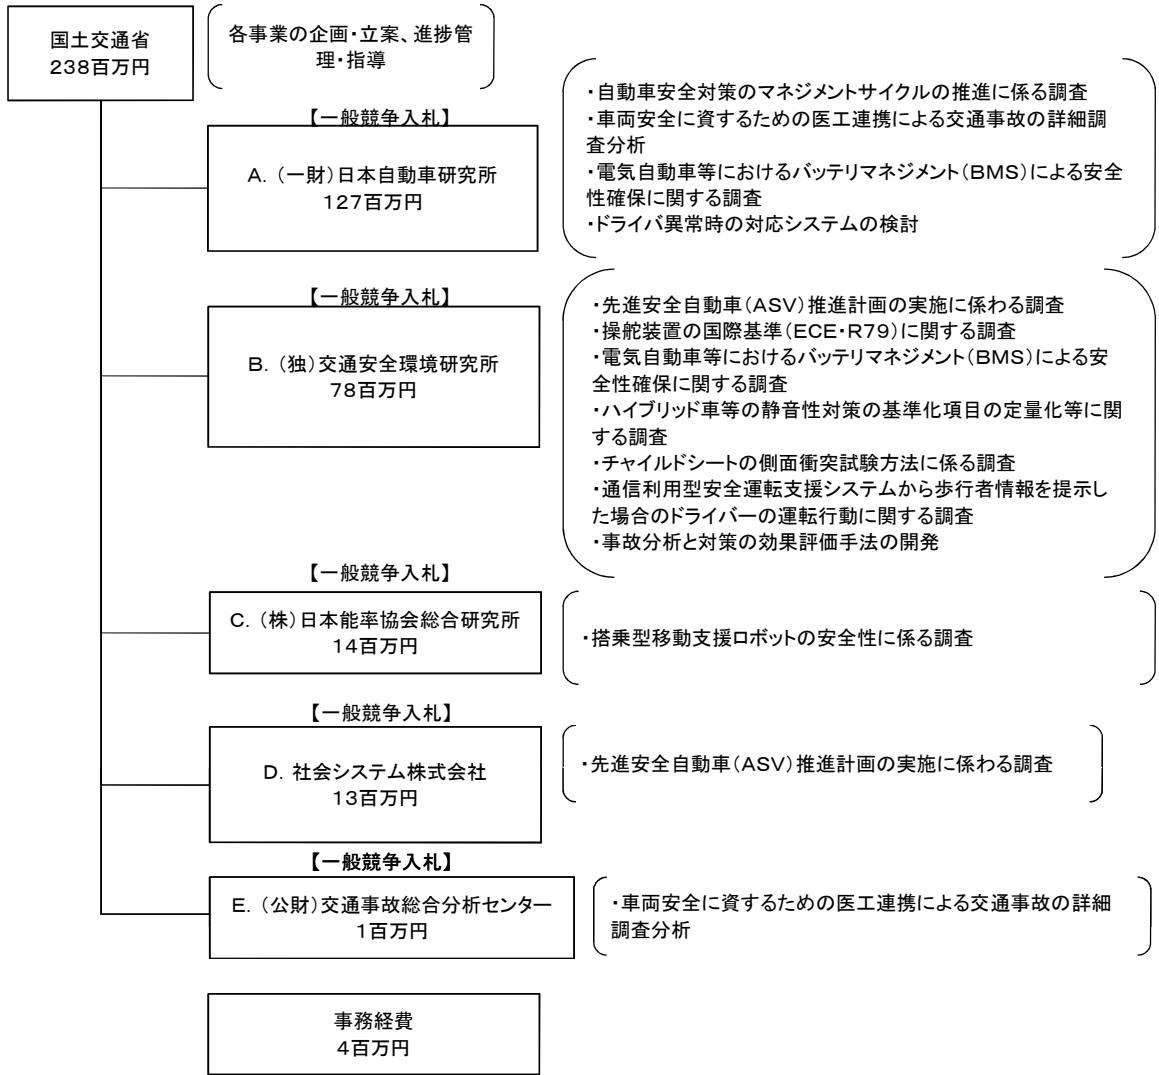 国土交通省
238百万円
各事業の企画・立案、進捗管
理・指導
【一般競争入札】
A. (一財)日本自動車研究所
127百万円
・自動車安全対策のマネジメントサイクルの推進に係る調査
・車両安全に資するための医工連携による交通事故の詳細調
査分析
・電気自動車等におけるバッテリマネジメント(BMS)による安全
性確保に関する調査
・ドライバ異常時の対応システムの検討
【一般競争入札】
B. (独)交通安全環境研究所
78百万円
・先進安全自動車(ASV)推進計画の実施に係わる調査
・操舵装置の国際基準(ECE・R79)に関する調査
・電気自動車等におけるバッテリマネジメント(BMS)による安
全性確保に関する調査
・ハイブリッド車等の静音性対策の基準化項目の定量化等に関
する調査
・チャイルドシートの側面衝突試験方法に係る調査
・通信利用型安全運転支援システムから歩行者情報を提示し
た場合のドライバーの運転行動に関する調査
・事故分析と対策の効果評価手法の開発
【一般競争入札】
C. (株)日本能率協会総合研究所
14百万円
・搭乗型移動支援ロボットの安全性に係る調査
【一般競争入札】
D. 社会システム株式会社
13百万円
・先進安全自動車(ASV)推進計画の実施に係わる調査
【一般競争入札】
E. (公財)交通事故総合分析センター
1百万円
・車両安全に資するための医工連携による交通事故の詳細
調査分析
事務経費
4百万円